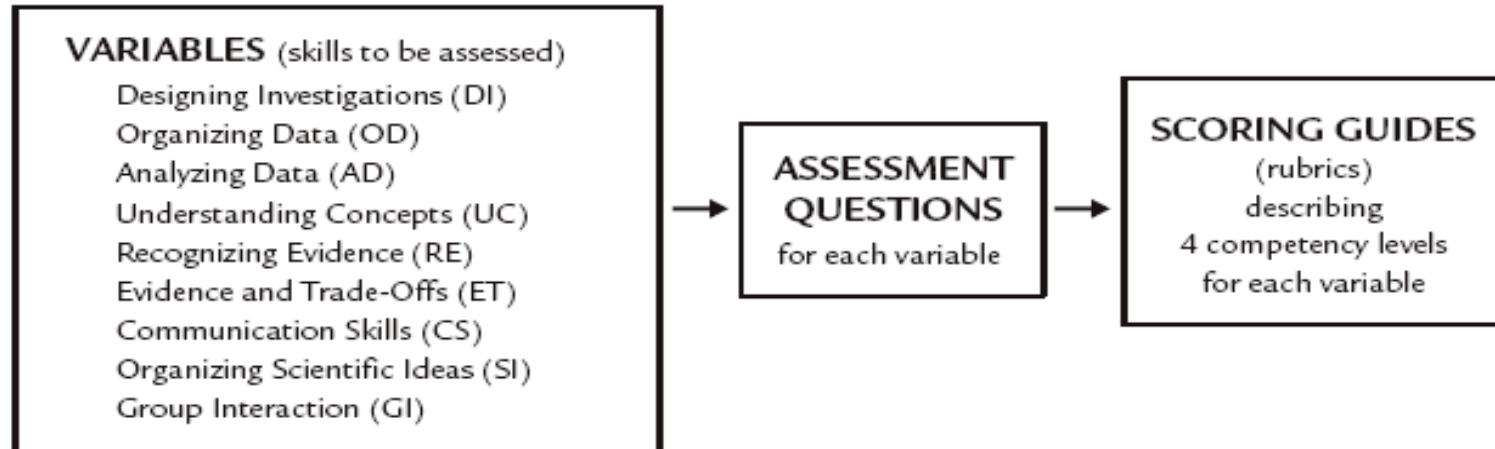 VARIABLES (skills to be assessed)
Designing Investigations (DI)
Organizing Data (OD)
Analyzing Data (AD)
Understanding Concepts (UC)
Recognizing Evidence (RE)
Evidence and Trade-Offs (ET)
Communication Skills (CS)
Organizing Scientific Ideas (SI)
Group Interaction (GI)
ASSESSMENT
QUESTIONS
for each variable
SCORING GUIDES
(rubrics)
describing
4 competency levels
for each variable